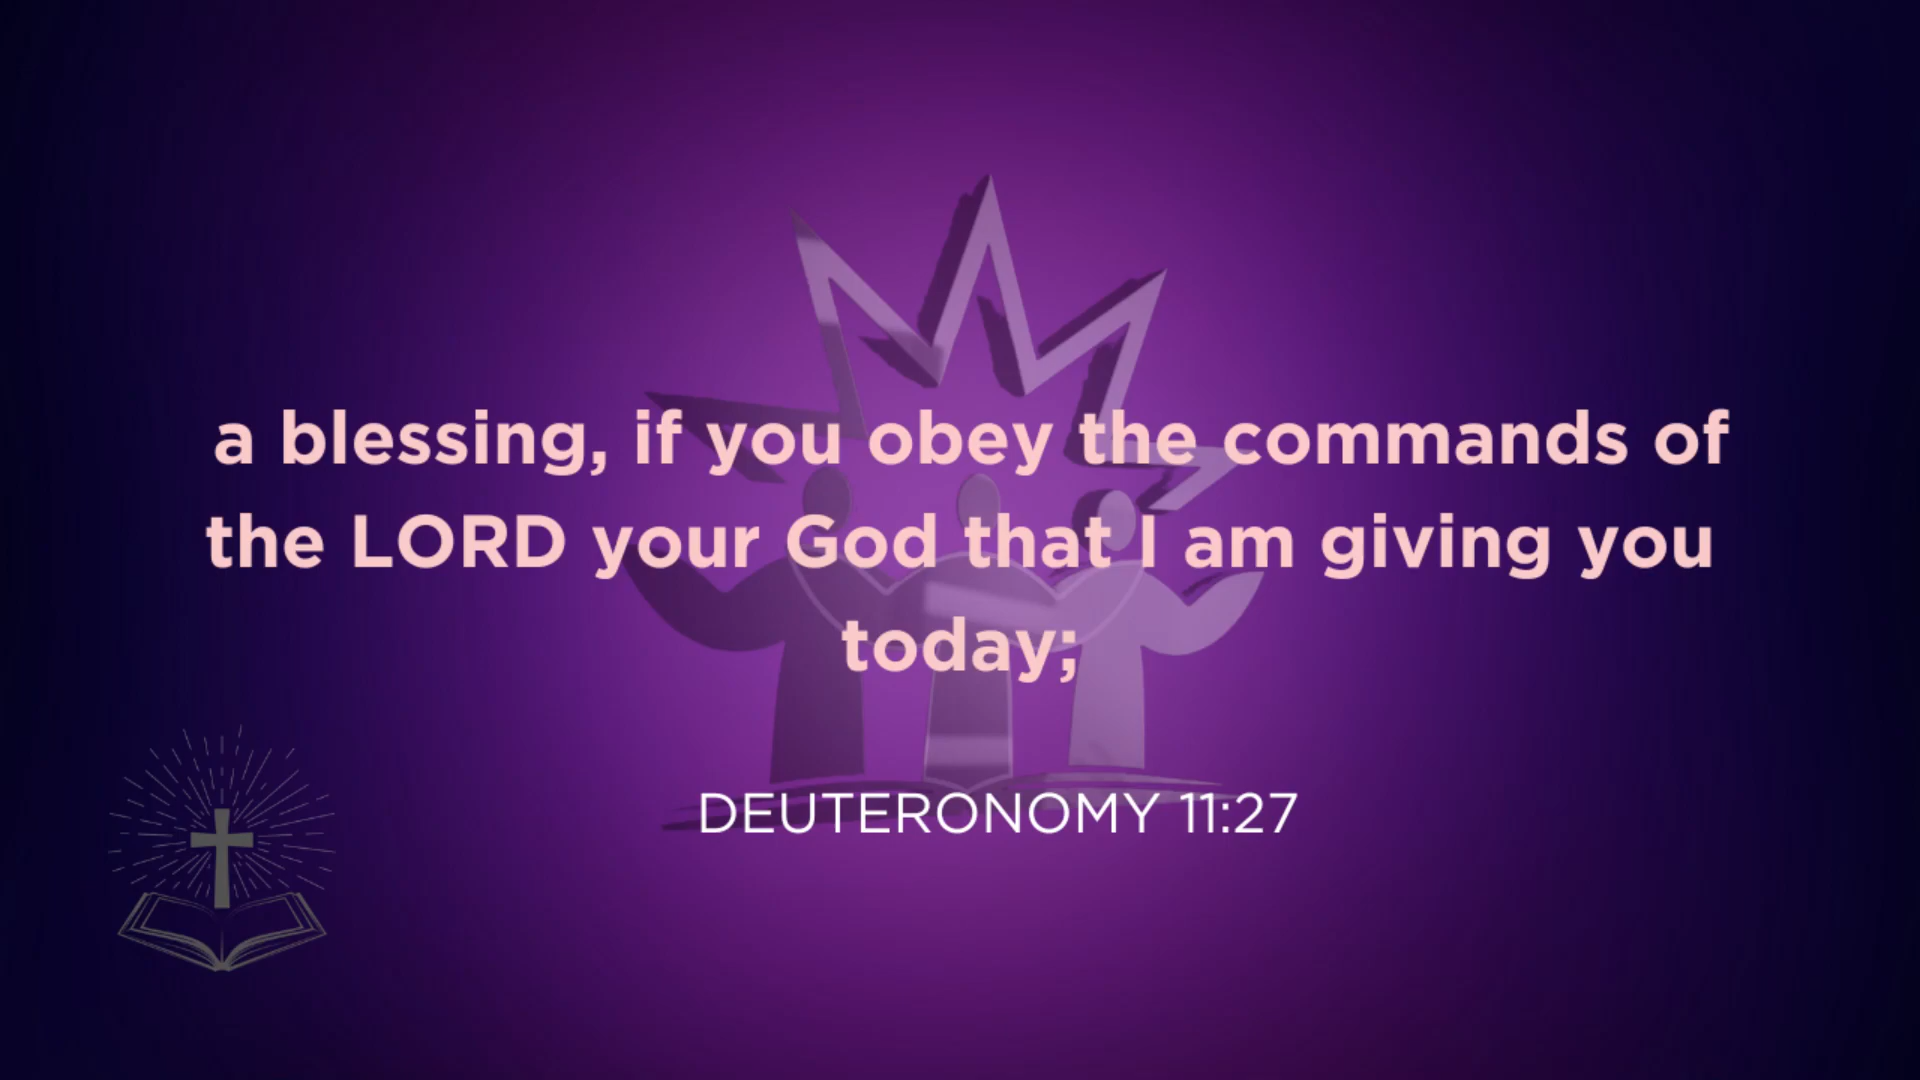 a blessing, if you obey the commands of
the LORD your God that I am giving you
today;
DEUTERONOMY 11:27